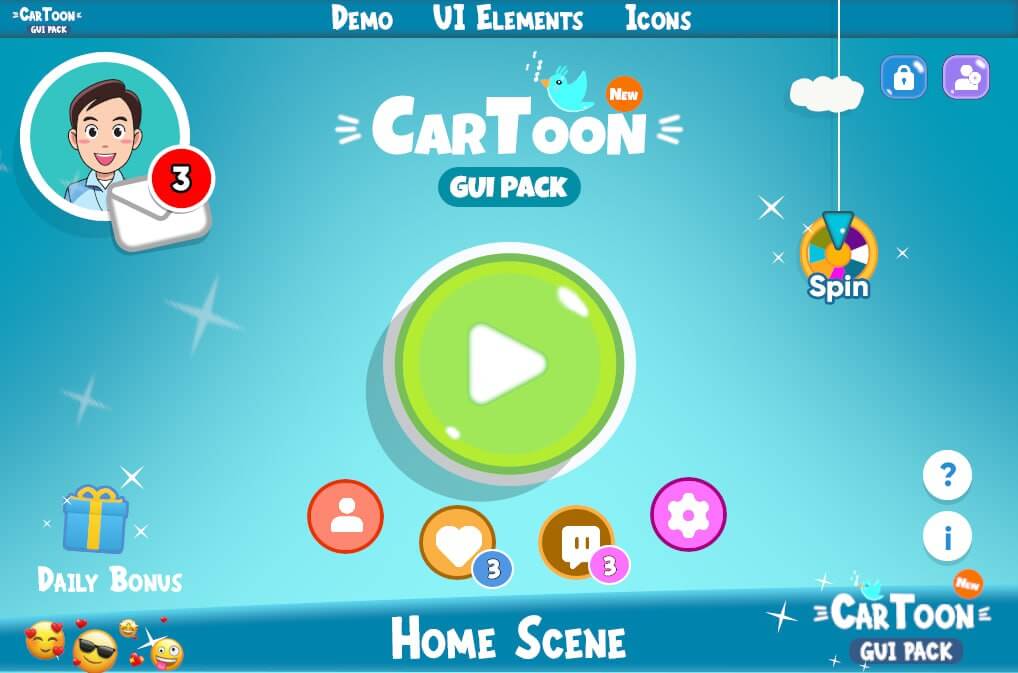 CarToon
GUI PACK
Demo UI Elements Icons
New
CarToon
GUI PACK
3
Spin
?
i
3
3
Daily Bonus
Home Scene
New
CarToon
GUI PACK